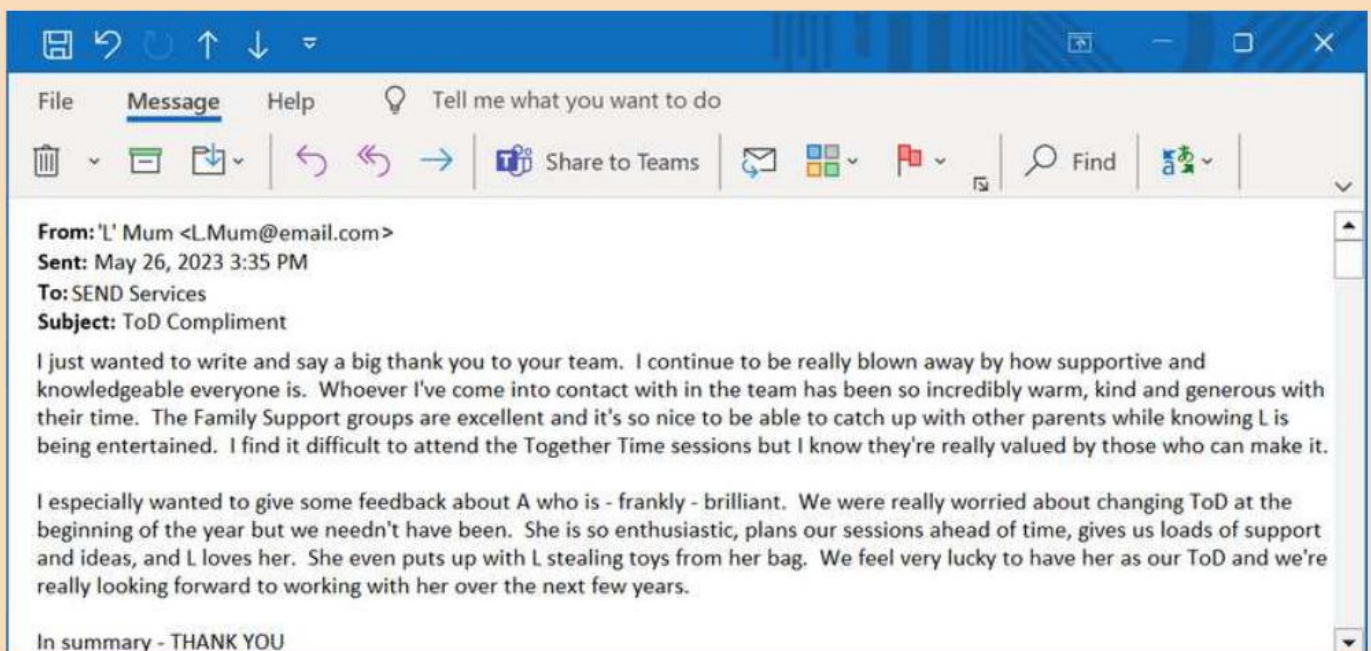 File Message Help Tell me what you want to do
Share to Teams Find
From: 'L' Mum <L.Mum@email.com>
Sent: May 26, 2023 3:35 PM
To: SEND Services
Subject: ToD Compliment
I just wanted to write and say a big thank you to your team. I continue to be really blown away by how supportive and
knowledgeable everyone is. Whoever I've come into contact with in the team has been so incredibly warm, kind and generous with
their time. The Family Support groups are excellent and it's so nice to be able to catch up with other parents while knowing L is
being entertained. I find it difficult to attend the Together Time sessions but I know they're really valued by those who can make it.
I especially wanted to give some feedback about A who is - frankly - brilliant. We were really worried about changing ToD at the
beginning of the year but we needn't have been. She is so enthusiastic, plans our sessions ahead of time, gives us loads of support
and ideas, and L loves her. She even puts up with L stealing toys from her bag. We feel very lucky to have her as our ToD and we're
really looking forward to working with her over the next few years.
In summary - THANK YOU